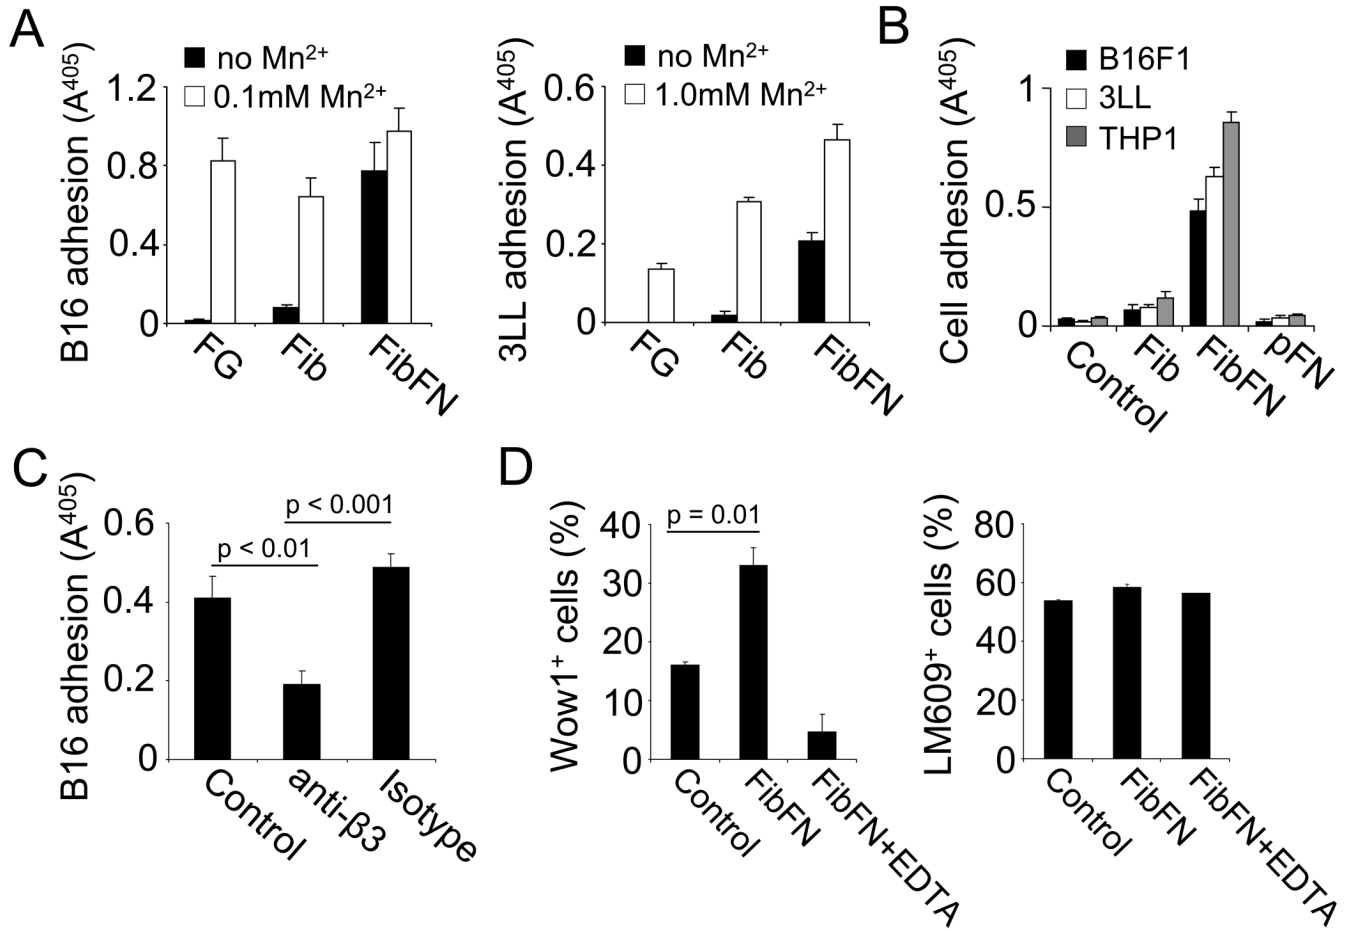 A
B16 adhesion (A⁴⁰⁵)
no Mn²⁺
0.1mM Mn²⁺
1.2
0.8
0.4
0
FG
Fib
FibFN
3LL adhesion (A⁴⁰⁵)
no Mn²⁺
1.0mM Mn²⁺
0.6
0.4
0.2
0
FG
Fib
FibFN
B
Cell adhesion (A⁴⁰⁵)
B16F1
3LL
THP1
1
0.5
0
Control
Fib
FibFN
pFN
C
B16 adhesion (A⁴⁰⁵)
p < 0.001
p < 0.01
0.6
0.4
0.2
0
Control
anti-β3
Isotype
D
Wow1⁺ cells (%)
p = 0.01
40
30
20
10
0
Control
FibFN
FibFN+EDTA
LM609⁺ cells (%)
80
60
40
20
0
Control
FibFN
FibFN+EDTA